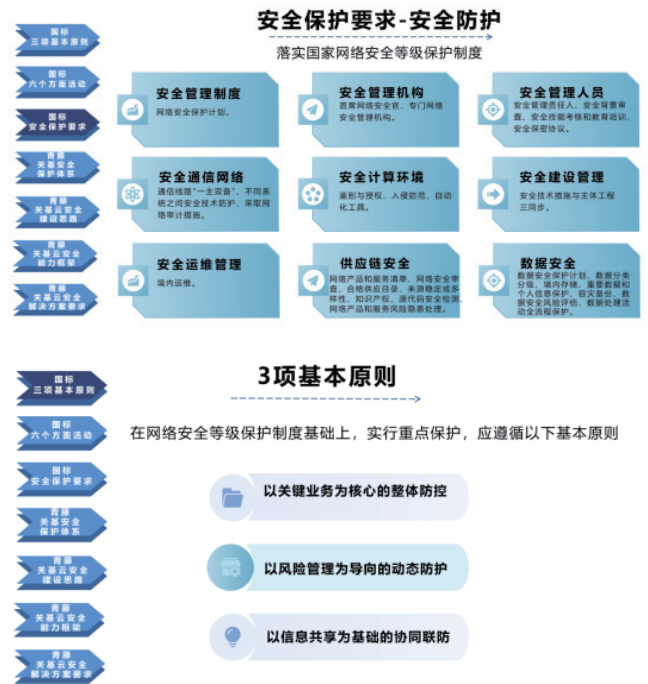 安全保护要求-安全防护
落实国家网络安全等级保护制度
国标
三项基本原则
国标
六个方面活动
国标
安全保护要求
青藤
关基安全
保护体系
青藤
关基云安全
建设思路
青藤
关基云安全
能力框架
青藤
关基云安全
解决方案要求
安全管理制度
网络安全保护计划。
安全管理机构
首席网络安全官、专门网络
安全管理机构。
安全管理人员
安全管理责任人、安全背景审
查、安全技能考核和教育培训、
安全保密协议。
安全通信网络
通信线路“一主双备”、不同系
统之间安全技术防护、采取网
络审计措施。
安全计算环境
鉴别与授权、入侵防范、自动
化工具。
安全建设管理
安全技术措施与主体工程
三同步。
安全运维管理
境内运维。
供应链安全
网络产品和服务清单、网络安全审
查、合格供应目录、来源稳定或多
样性、知识产权、源代码安全检测、
网络产品和服务风险隐患处理。
数据安全
数据安全保护计划、数据分类
分级、境内存储、重要数据和
个人信息保护、容灾备份、数
据安全风险评估、数据处理活
动全流程保护。
3项基本原则
在网络安全等级保护制度基础上，实行重点保护，应遵循以下基本原则
国标
三项基本原则
国标
六个方面活动
国标
安全保护要求
青藤
关基安全
保护体系
青藤
关基云安全
建设思路
青藤
关基云安全
能力框架
青藤
关基云安全
解决方案要求
以关键业务为核心的整体防控
以风险管理为导向的动态防护
以信息共享为基础的协同联防